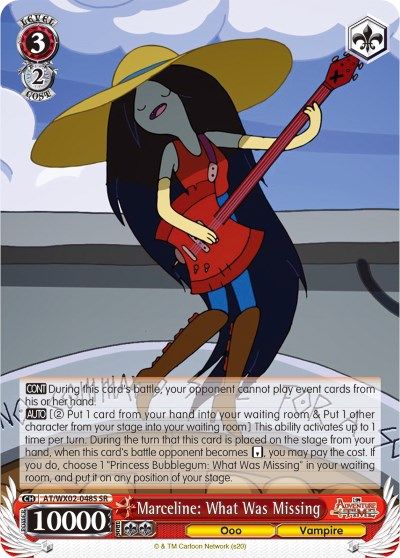 LEVEL
3
2
COST
CONT During this card's battle, your opponent cannot play event cards from
his or her hand.
AUTO [② Put 1 card from your hand into your waiting room & Put 1 other
character from your stage into your waiting room] This ability activates up to 1
time per turn. During the turn that this card is placed on the stage from your
hand, when this card's battle opponent becomes , you may pay the cost. If
you do, choose 1 "Princess Bubblegum: What Was Missing" in your waiting
room, and put it on any position of your stage.
CH AT/WX02-048S SR
Marceline: What Was Missing
POWER
10000
SOUL
Ooo
Vampire
ADVENTURE TIME
© & TM Cartoon Network (s20)